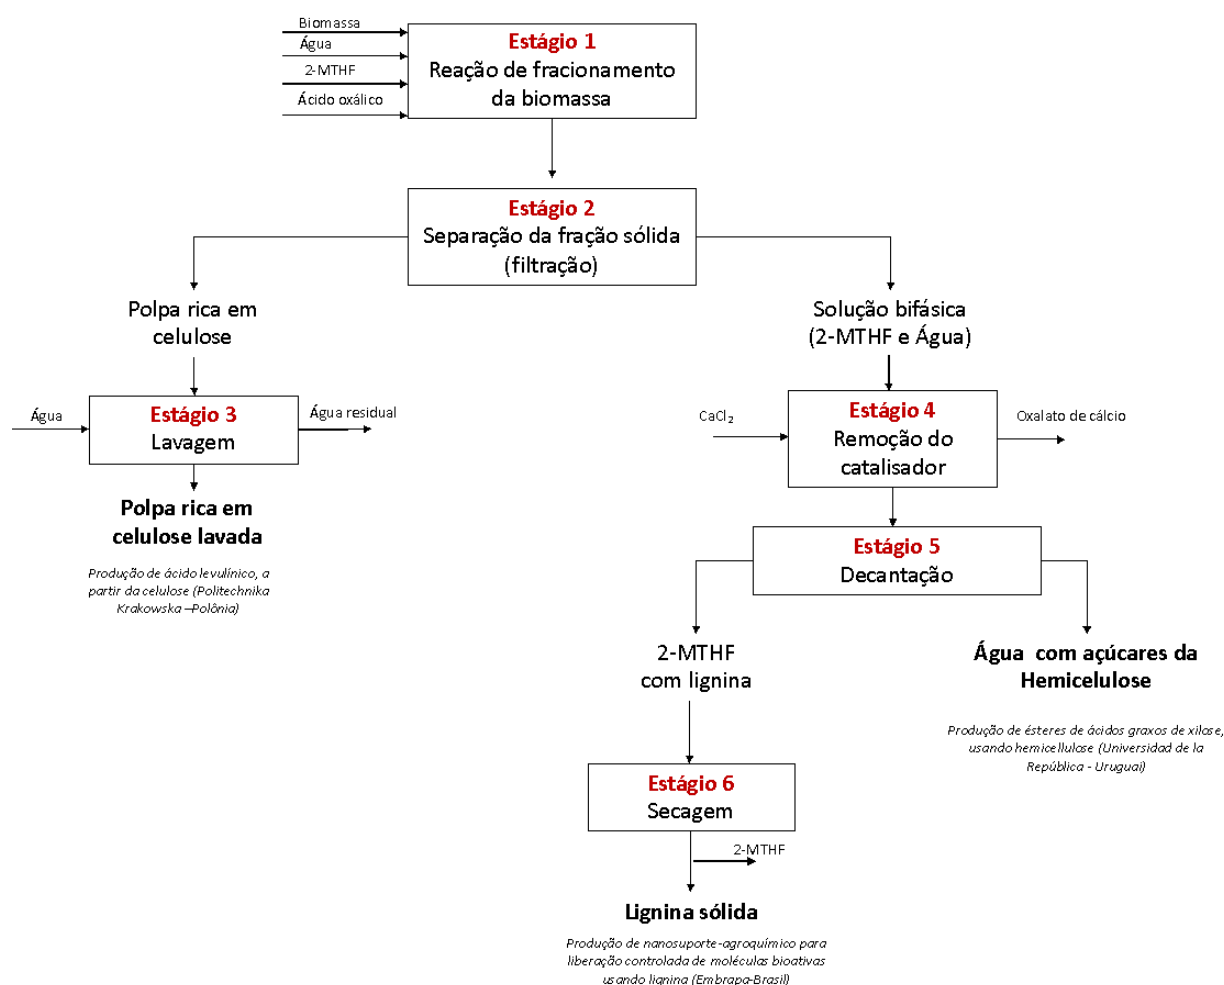 Biomassa
Água
2-MTHF
Ácido oxálico
Estágio 1
Reação de fracionamento
da biomassa
Estágio 2
Separação da fração sólida
(filtração)
Polpa rica em
celulose
Solução bifásica
(2-MTHF e Água)
Água
Estágio 3
Lavagem
Água residual
CaCl₂
Estágio 4
Remoção do
catalisador
Oxalato de cálcio
Polpa rica em
celulose lavada
Produção de ácido levulínico, a
partir da celulose (Politechnika
Krakowska –Polônia)
Estágio 5
Decantação
2-MTHF
com lignina
Água com açúcares da
Hemicelulose
Produção de ésteres de ácidos graxos de xilose,
usando hemicellulose (Universidad de la
República - Uruguai)
Estágio 6
Secagem
2-MTHF
Lignina sólida
Produção de nanosuporte-agroquímico para
liberação controlada de moléculas bioativas
usando lignina (Embrapa-Brasil)